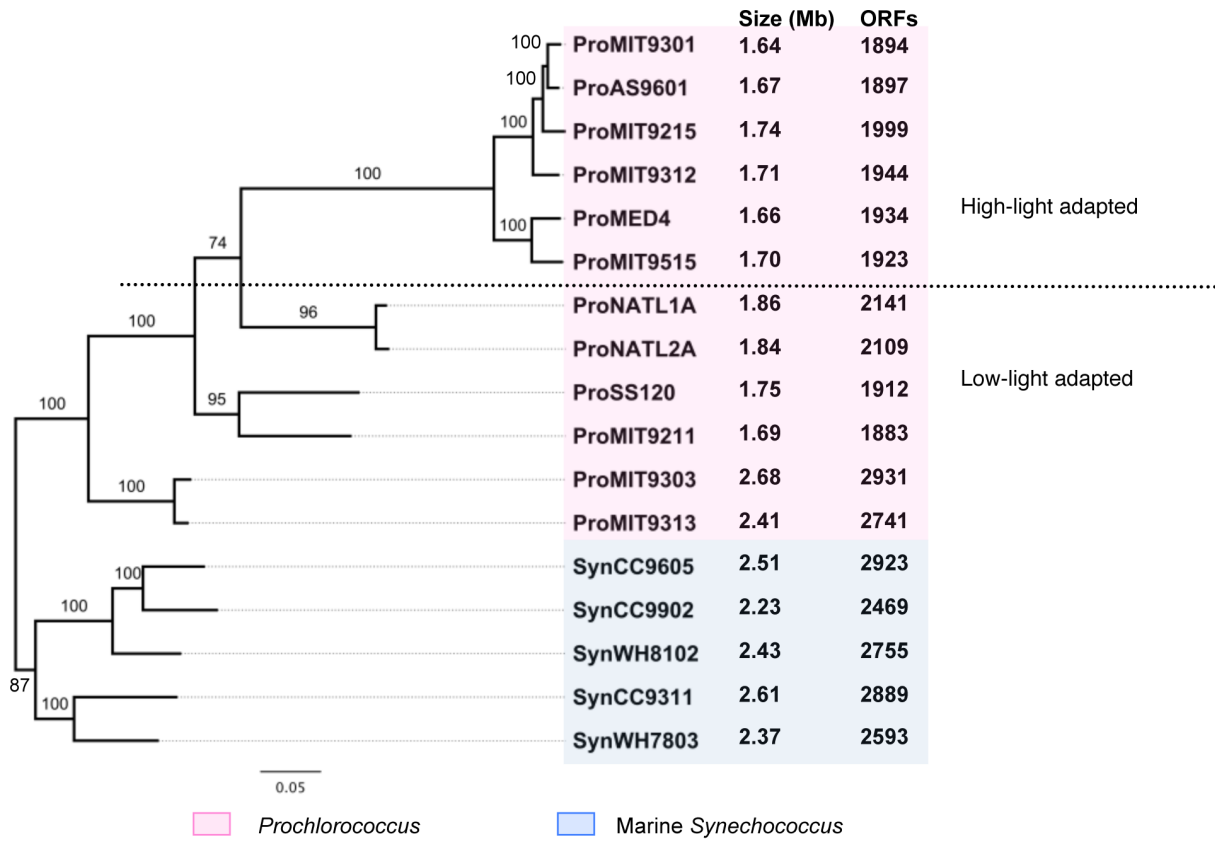 Size (Mb) ORFs
100 ProMIT9301 1.64 1894
100 ProAS9601 1.67 1897
100 ProMIT9215 1.74 1999
ProMIT9312 1.71 1944
100 High-light adapted
100 ProMED4 1.66 1934
74 ProMIT9515 1.70 1923
96 ProNATL1A 1.86 2141
100 ProNATL2A 1.84 2109
Low-light adapted
95 ProSS120 1.75 1912
100 ProMIT9211 1.69 1883
100 ProMIT9303 2.68 2931
ProMIT9313 2.41 2741
100 SynCC9605 2.51 2923
100 SynCC9902 2.23 2469
SynWH8102 2.43 2755
87
100 SynCC9311 2.61 2889
SynWH7803 2.37 2593
0.05
Prochlorococcus Marine Synechococcus